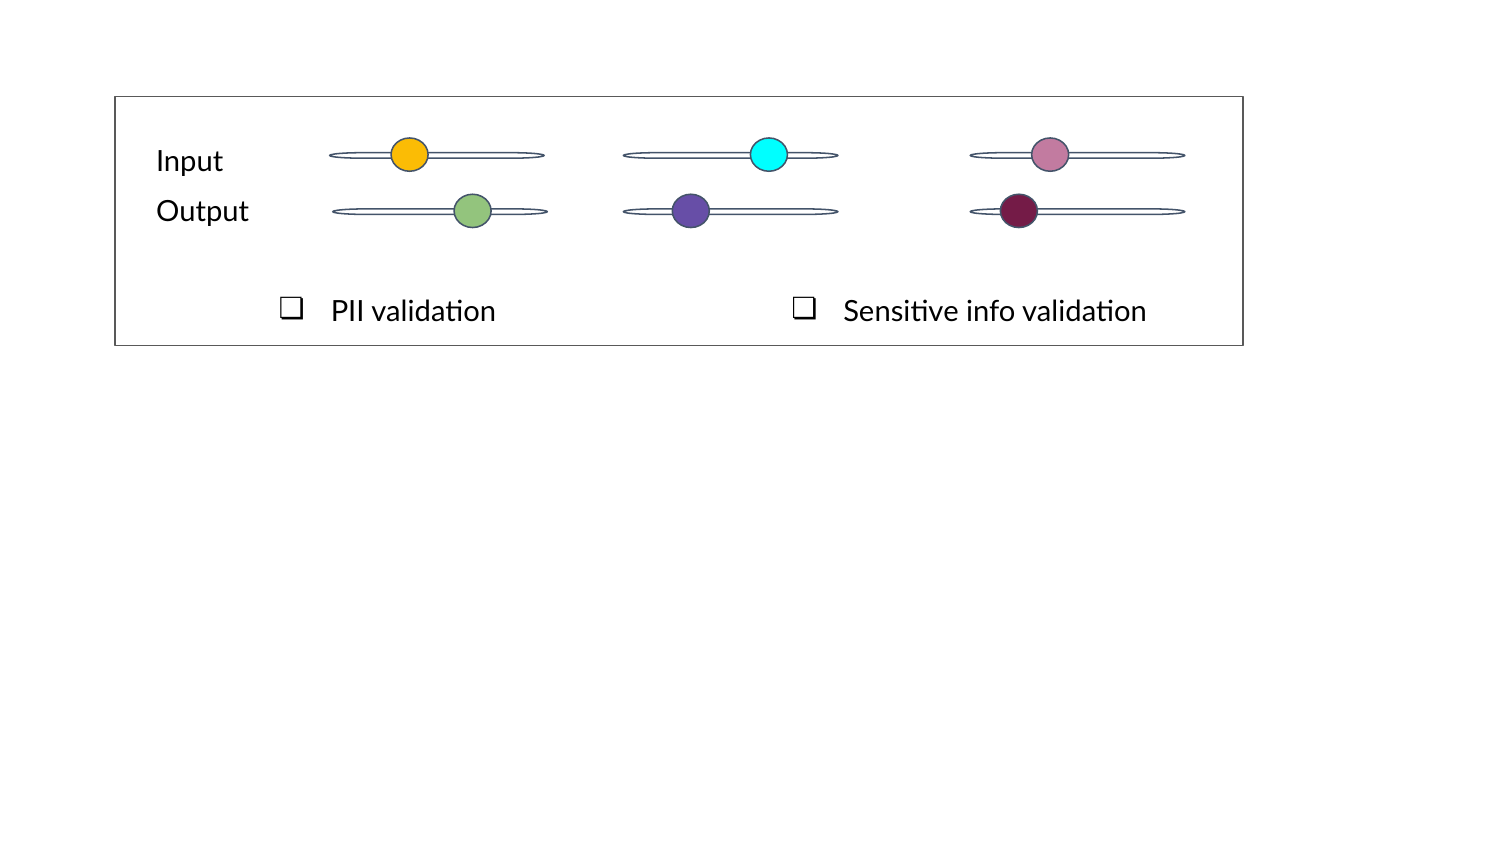 Input
Output
❑ PII validation
❑ Sensitive info validation